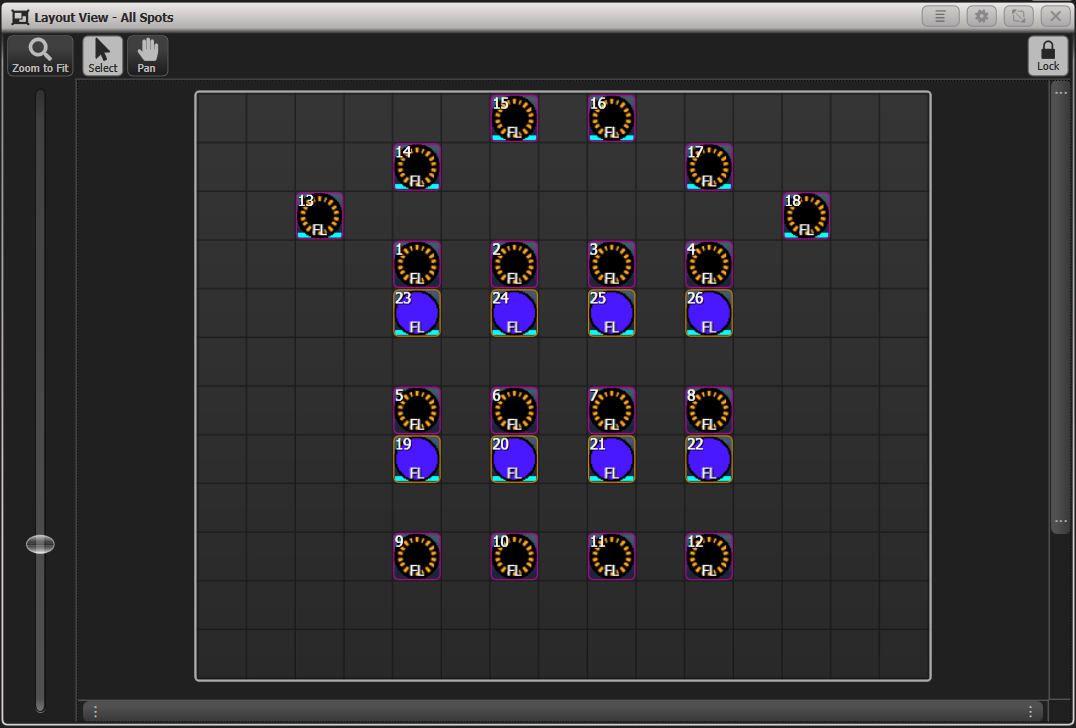 Layout View - All Spots
Zoom to Fit
Select
Pan
Lock
15 FL
16 FL
14 FL
17 FL
13 FL
18 FL
1 FL
2 FL
3 FL
4 FL
23 FL
24 FL
25 FL
26 FL
5 FL
6 FL
7 FL
8 FL
19 FL
20 FL
21 FL
22 FL
9 FL
10 FL
11 FL
12 FL